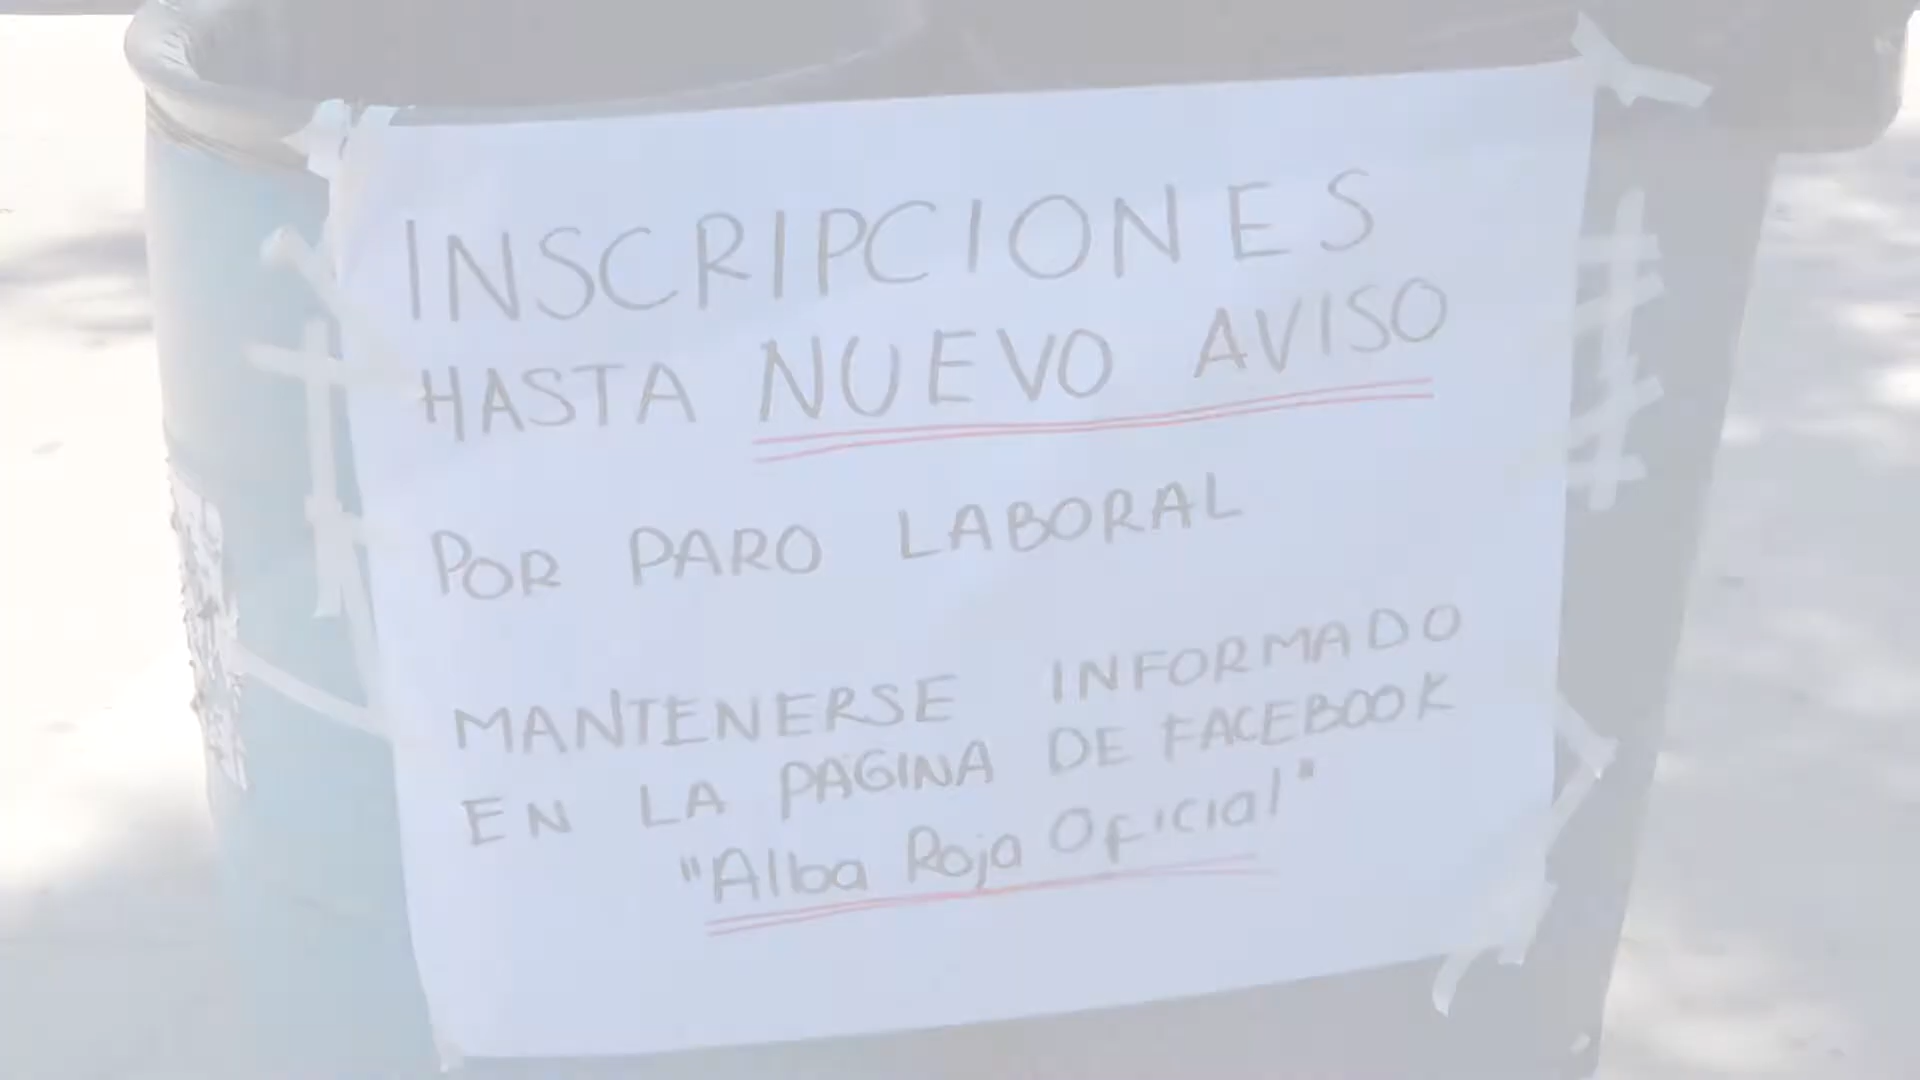 INSCRIPCIONES
HASTA NUEVO AVISO
POR PARO LABORAL
MANTENERSE INFORMADO
EN LA PAGINA DE FACEBOOK
"Alba Roja Oficial"